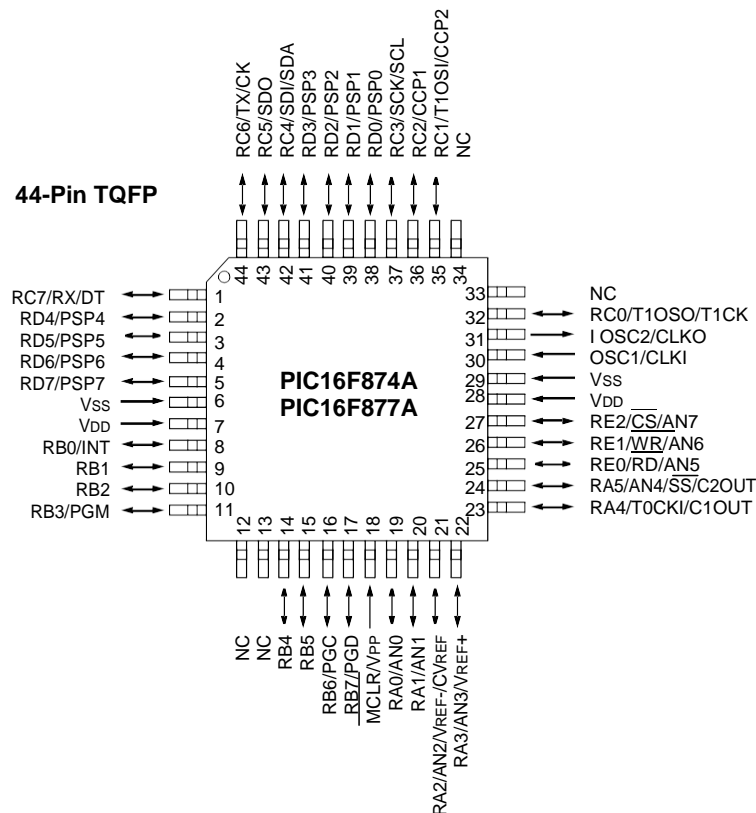 RC6/TX/CK
RC5/SDO
RC4/SDI/SDA
RD3/PSP3
RD2/PSP2
RD1/PSP1
RD0/PSP0
RC3/SCK/SCL
RC2/CCP1
RC1/T1OSI/CCP2
NC
44-Pin TQFP
44
43
42
41
40
39
38
37
36
35
34
RC7/RX/DT
1
RD4/PSP4
2
RD5/PSP5
3
RD6/PSP6
4
RD7/PSP7
5
VSS
6
VDD
7
RB0/INT
8
RB1
9
RB2
10
RB3/PGM
11
PIC16F874A
PIC16F877A
33
NC
32
RC0/T1OSO/T1CK
31
I OSC2/CLKO
30
OSC1/CLKI
29
VSS
28
VDD
27
RE2/CS/AN7
26
RE1/WR/AN6
25
RE0/RD/AN5
24
RA5/AN4/SS/C2OUT
23
RA4/T0CKI/C1OUT
12
13
14
15
16
17
18
19
20
21
22
NC
NC
RB4
RB5
RB6/PGC
RB7/PGD
MCLR/VPP
RA0/AN0
RA1/AN1
RA2/AN2/VREF-/CVREF
RA3/AN3/VREF+